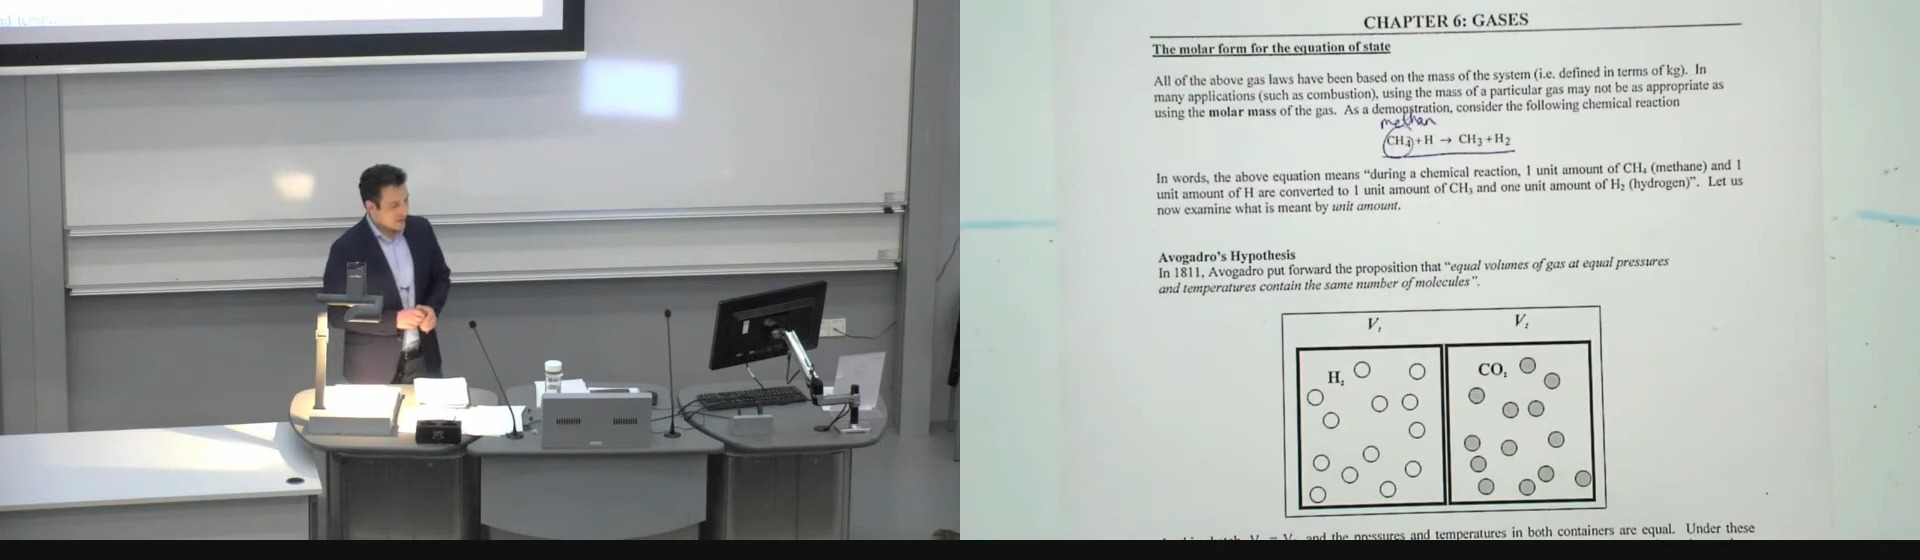 CHAPTER 6: GASES
The molar form for the equation of state
All of the above gas laws have been based on the mass of the system (i.e. defined in terms of kg). In
many applications (such as combustion), using the mass of a particular gas may not be as appropriate as
using the molar mass of the gas. As a demonstration, consider the following chemical reaction
methan
CH₄+H → CH₃+H₂
In words, the above equation means “during a chemical reaction, 1 unit amount of CH₄ (methane) and 1
unit amount of H are converted to 1 unit amount of CH₃ and one unit amount of H₂ (hydrogen)”. Let us
now examine what is meant by unit amount.
Avogadro’s Hypothesis
In 1811, Avogadro put forward the proposition that “equal volumes of gas at equal pressures
and temperatures contain the same number of molecules”.
V₁ V₂
H₂ CO₂
and the pressures and temperatures in both containers are equal. Under these